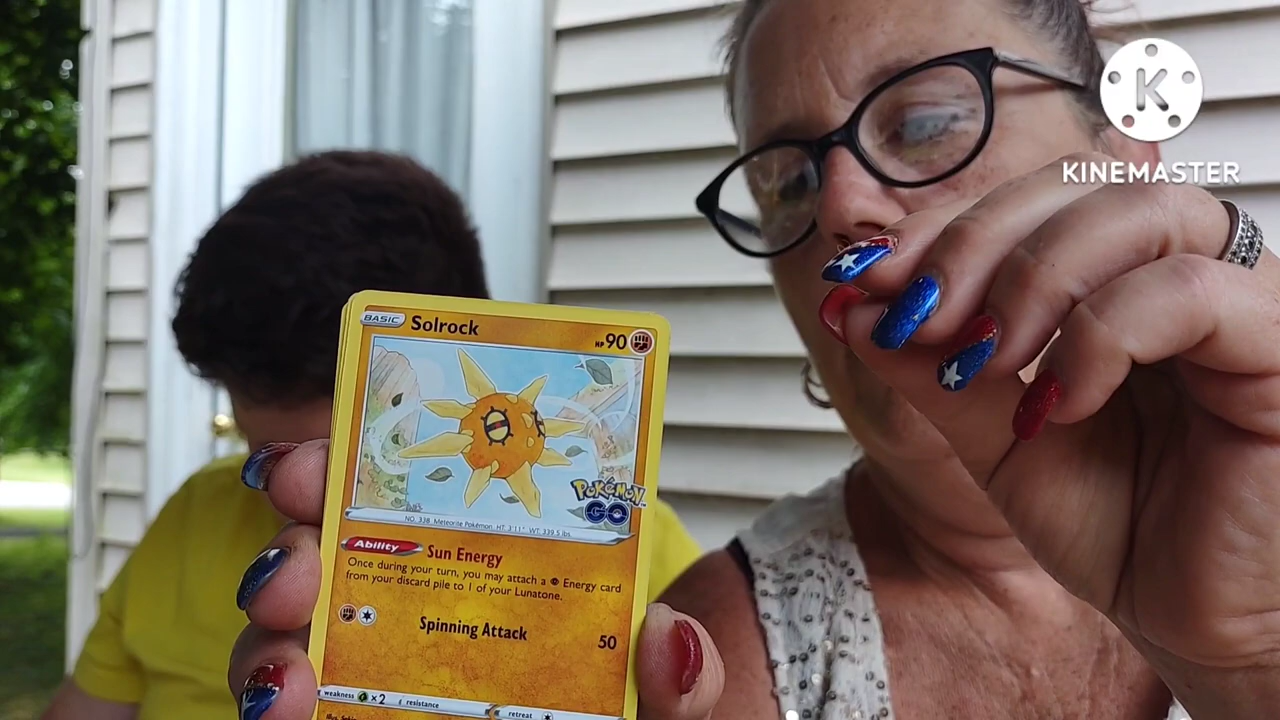 KINEMASTER
BASIC Solrock HP 90
Pokémon
GO
NO. 338 Meteorite Pokémon. HT: 3'11" WT: 339.5 lbs.
Ability Sun Energy
Once during your turn, you may attach a Energy card
from your discard pile to 1 of your Lunatone.
Spinning Attack 50
weakness ×2 resistance retreat